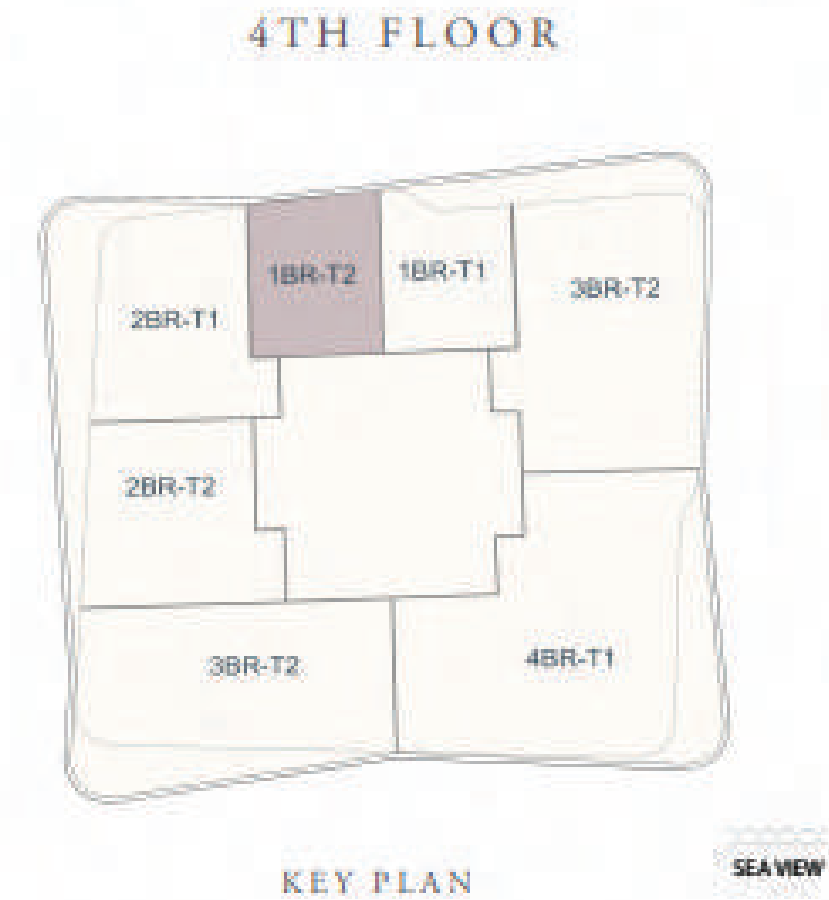 4TH FLOOR
1BR-T2
1BR-T1
3BR-T2
2BR-T1
2BR-T2
3BR-T2
4BR-T1
KEY PLAN
SEA VIEW